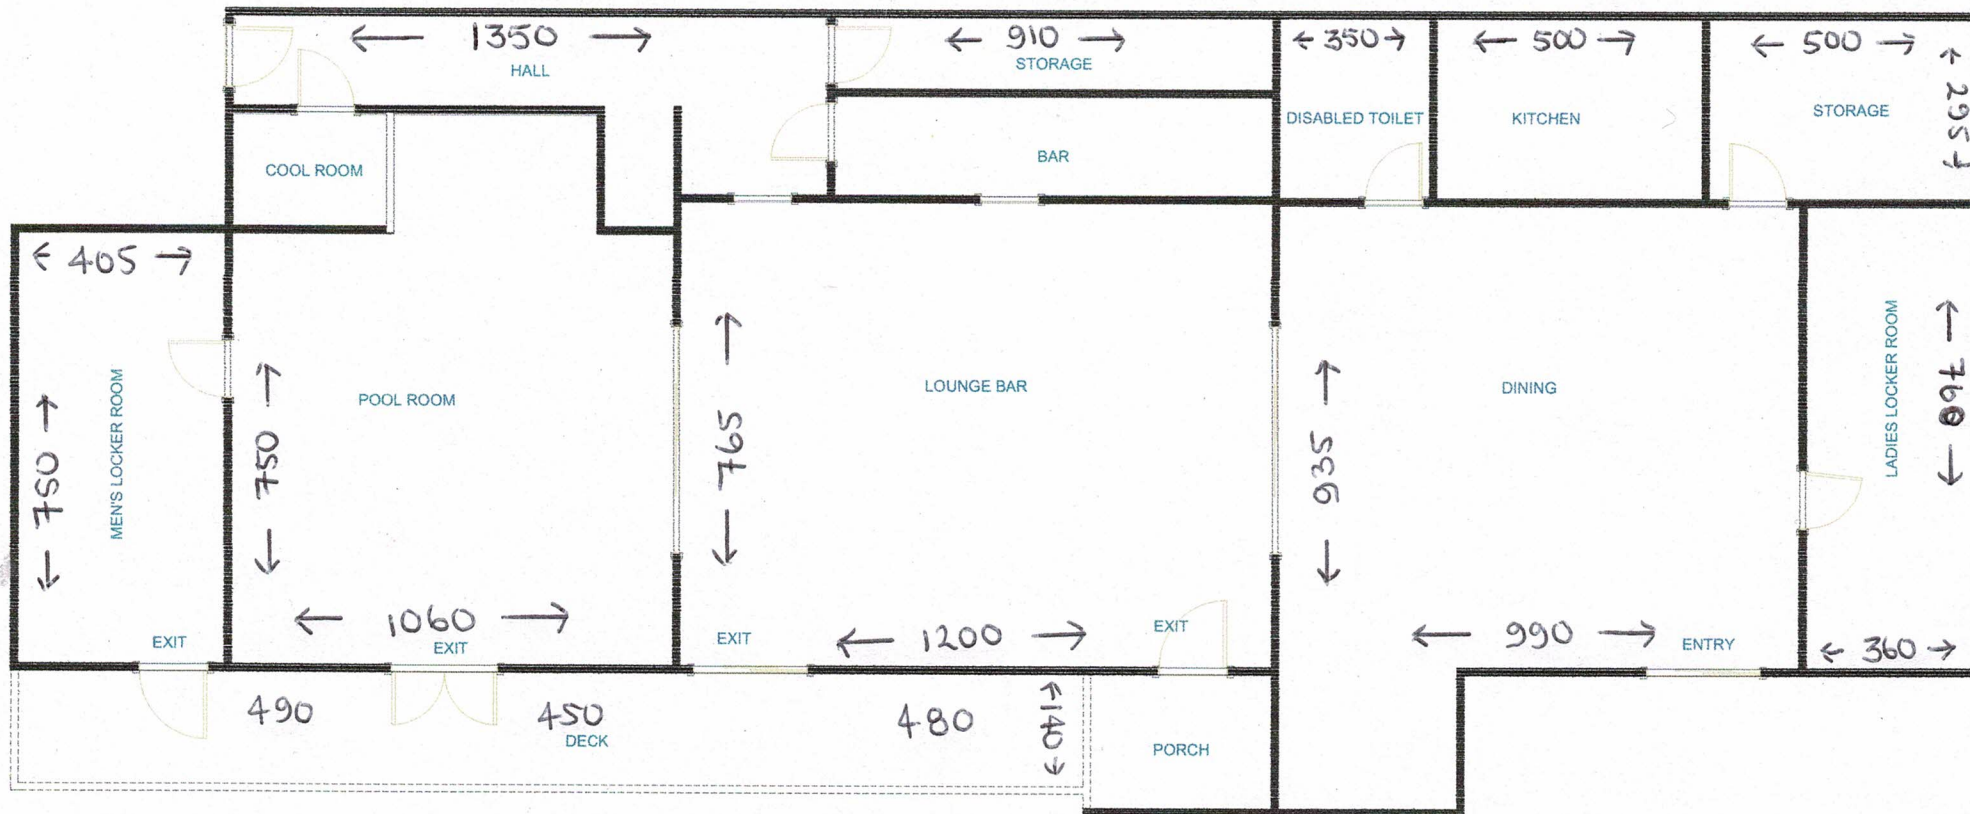 1350
910
350
500
500
HALL
STORAGE
295
DISABLED TOILET
KITCHEN
STORAGE
COOL ROOM
BAR
405
MEN'S LOCKER ROOM
750
750
POOL ROOM
765
LOUNGE BAR
935
DINING
LADIES LOCKER ROOM
EXIT
1060
EXIT
EXIT
1200
EXIT
990
ENTRY
360
490
450
DECK
480
140
PORCH